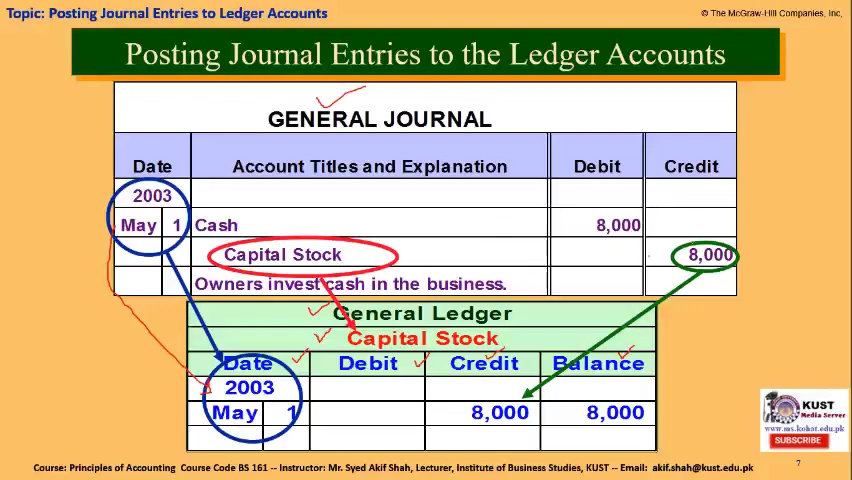 Topic: Posting Journal Entries to Ledger Accounts
© The McGraw-Hill Companies, Inc,
Posting Journal Entries to the Ledger Accounts
GENERAL JOURNAL
Date Account Titles and Explanation Debit Credit
2003
May 1 Cash 8,000
Capital Stock 8,000
Owners invest cash in the business.
General Ledger
Capital Stock
Date Debit Credit Balance
2003
May 1 8,000 8,000
KUST
Media Server
www.ms.kohat.edu.pk
SUBSCRIBE
Course: Principles of Accounting Course Code BS 161 -- Instructor: Mr. Syed Akif Shah, Lecturer, Institute of Business Studies, KUST -- Email: akif.shah@kust.edu.pk
7